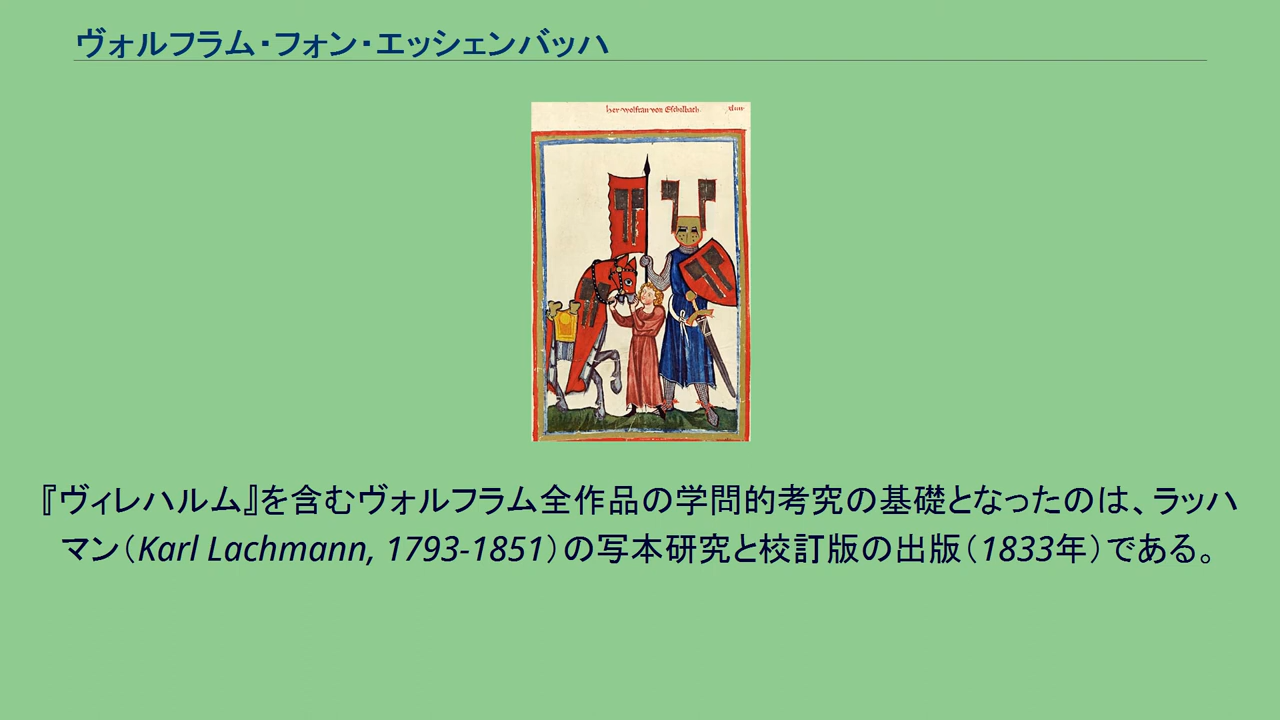 ヴォルフラム・フォン・エッシェンバッハ
her wolfran von Eschelbach.
『ヴィレハルム』を含むヴォルフラム全作品の学問的考究の基礎となったのは、ラッハ
マン（Karl Lachmann, 1793-1851）の写本研究と校訂版の出版（1833年）である。